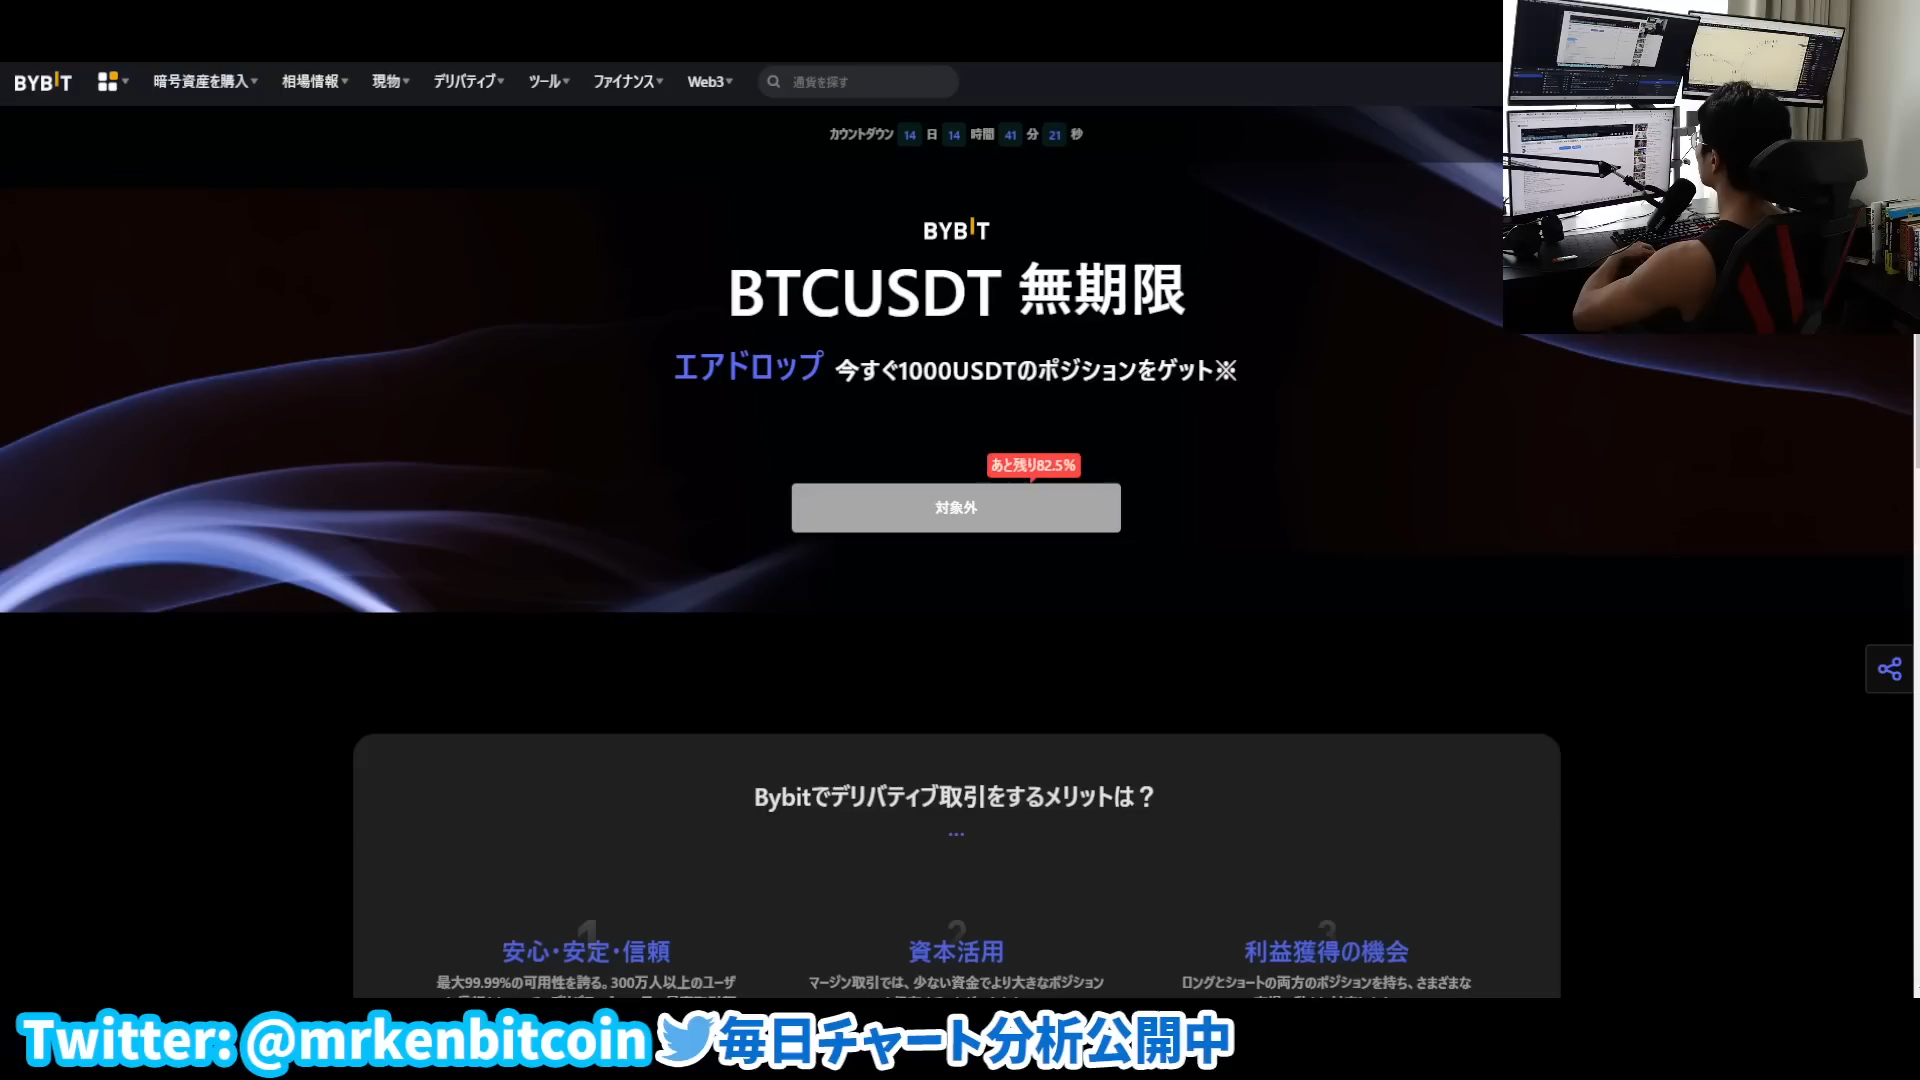 BYBIT 暗号資産を購入 相場情報 現物 デリバティブ ツール ファイナンス Web3 通貨を探す
カウントダウン 14 日 14 時間 41 分 21 秒
BYBIT
BTCUSDT 無期限
エアドロップ 今すぐ1000USDTのポジションをゲット※
あと残り82.5%
対象外
Bybitでデリバティブ取引をするメリットは？
...
1 2 3
安心・安定・信頼 資本活用 利益獲得の機会
最大99.99%の可用性を誇る。300万人以上のユーザ マージン取引では、少ない資金でより大きなポジション ロングとショートの両方のポジションを持ち、さまざまな
Twitter: @mrkenbitcoin 毎日チャート分析公開中